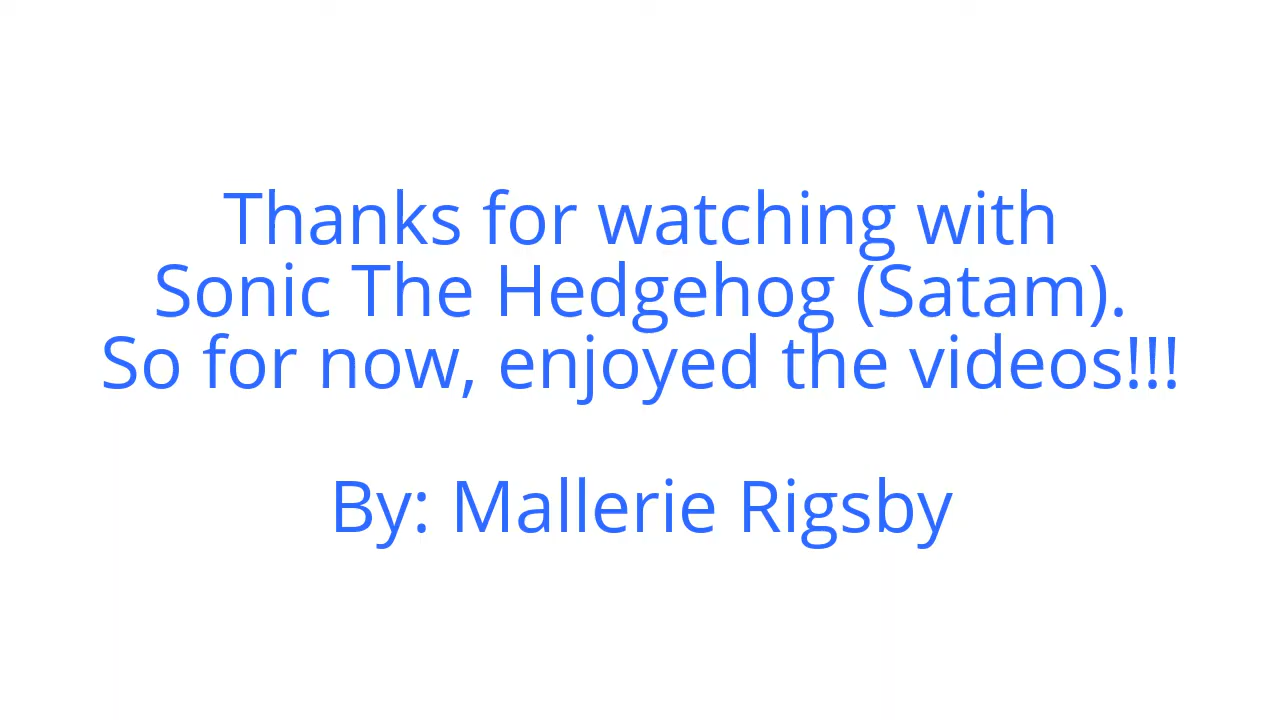 Thanks for watching with
Sonic The Hedgehog (Satam).
So for now, enjoyed the videos!!!
By: Mallerie Rigsby